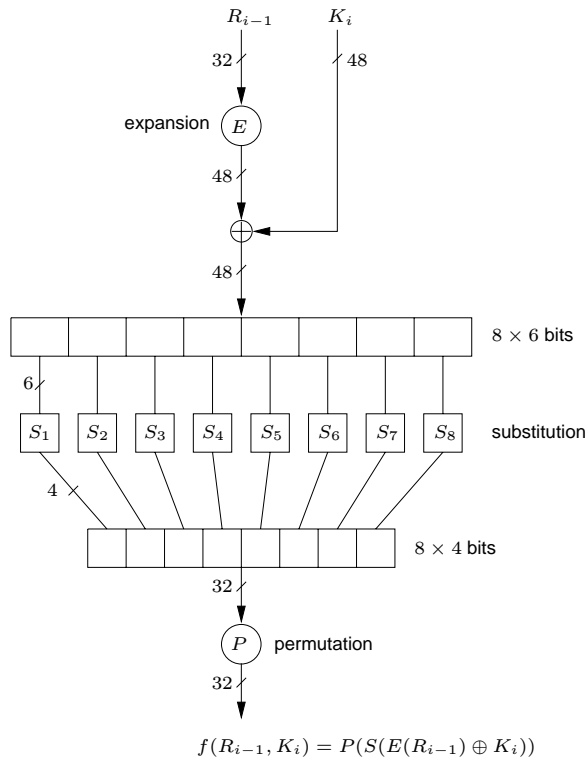 R_{i−1} K_i
32 48
expansion E
48
48
8 × 6 bits
6
S_1 S_2 S_3 S_4 S_5 S_6 S_7 S_8 substitution
4
8 × 4 bits
32
P permutation
32
f(R_{i−1}, K_i) = P(S(E(R_{i−1}) ⊕ K_i))